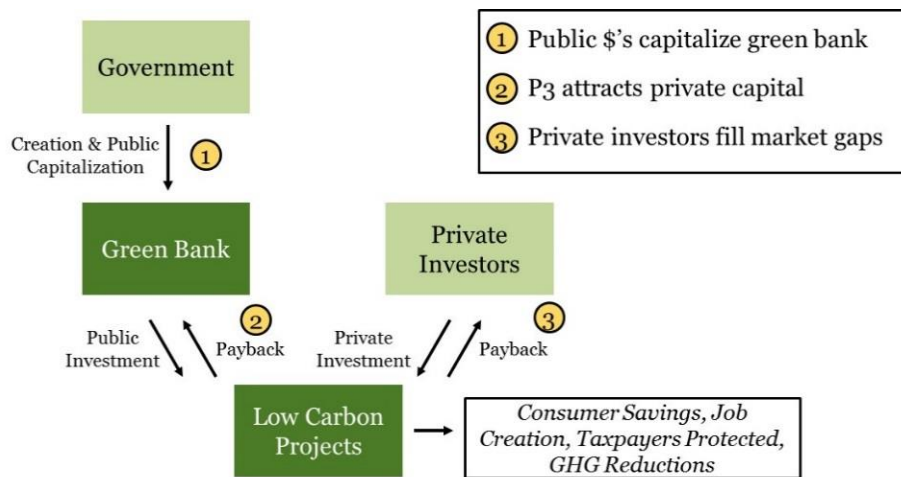 Government
1 Public $'s capitalize green bank
2 P3 attracts private capital
3 Private investors fill market gaps
Creation & Public
Capitalization
1
Green Bank
Private
Investors
2
3
Public
Investment
Payback
Private
Investment
Payback
Low Carbon
Projects
Consumer Savings, Job
Creation, Taxpayers Protected,
GHG Reductions